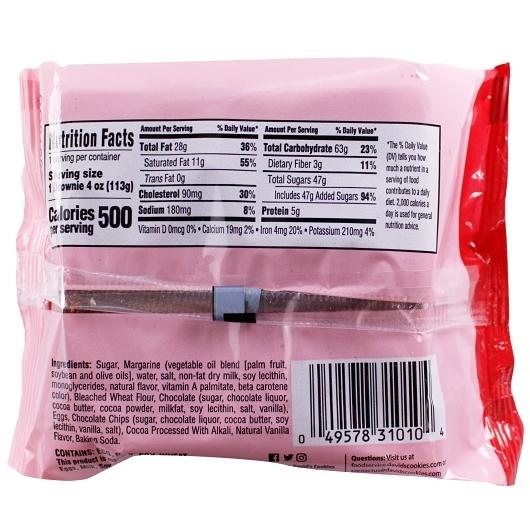 Nutrition Facts
1 serving per container
Serving size
1 Brownie 4 oz (113g)
Calories 500
per serving
Amount Per Serving % Daily Value*
Total Fat 28g 36%
Saturated Fat 11g 55%
Trans Fat 0g
Cholesterol 90mg 30%
Sodium 180mg 8%
Amount Per Serving % Daily Value*
Total Carbohydrate 63g 23%
Dietary Fiber 3g 11%
Total Sugars 47g
Includes 47g Added Sugars 94%
Protein 5g
Vitamin D 0mcg 0% • Calcium 19mg 2% • Iron 4mg 20% • Potassium 210mg 4%
*The % Daily Value
(DV) tells you how
much a nutrient in a
serving of food
contributes to a daily
diet. 2,000 calories a
day is used for general
nutrition advice.
Ingredients: Sugar, Margarine (vegetable oil blend [palm fruit,
soybean and olive oils], water, salt, non-fat dry milk, soy lecithin,
monoglycerides, natural flavor, vitamin A palmitate, beta carotene
color), Bleached Wheat Flour, Chocolate (sugar, chocolate liquor,
cocoa butter, cocoa powder, milkfat, soy lecithin, salt, vanilla),
Eggs, Chocolate Chips (sugar, chocolate liquor, cocoa butter, soy
lecithin, vanilla, salt), Cocoa Processed With Alkali, Natural Vanilla
Flavor, Baking Soda.
CONTAINS:
This product is
Eggs, Milk,
0 49578 31010 4
Cookies
Questions: Visit us at
foodservice.davidscookies.com